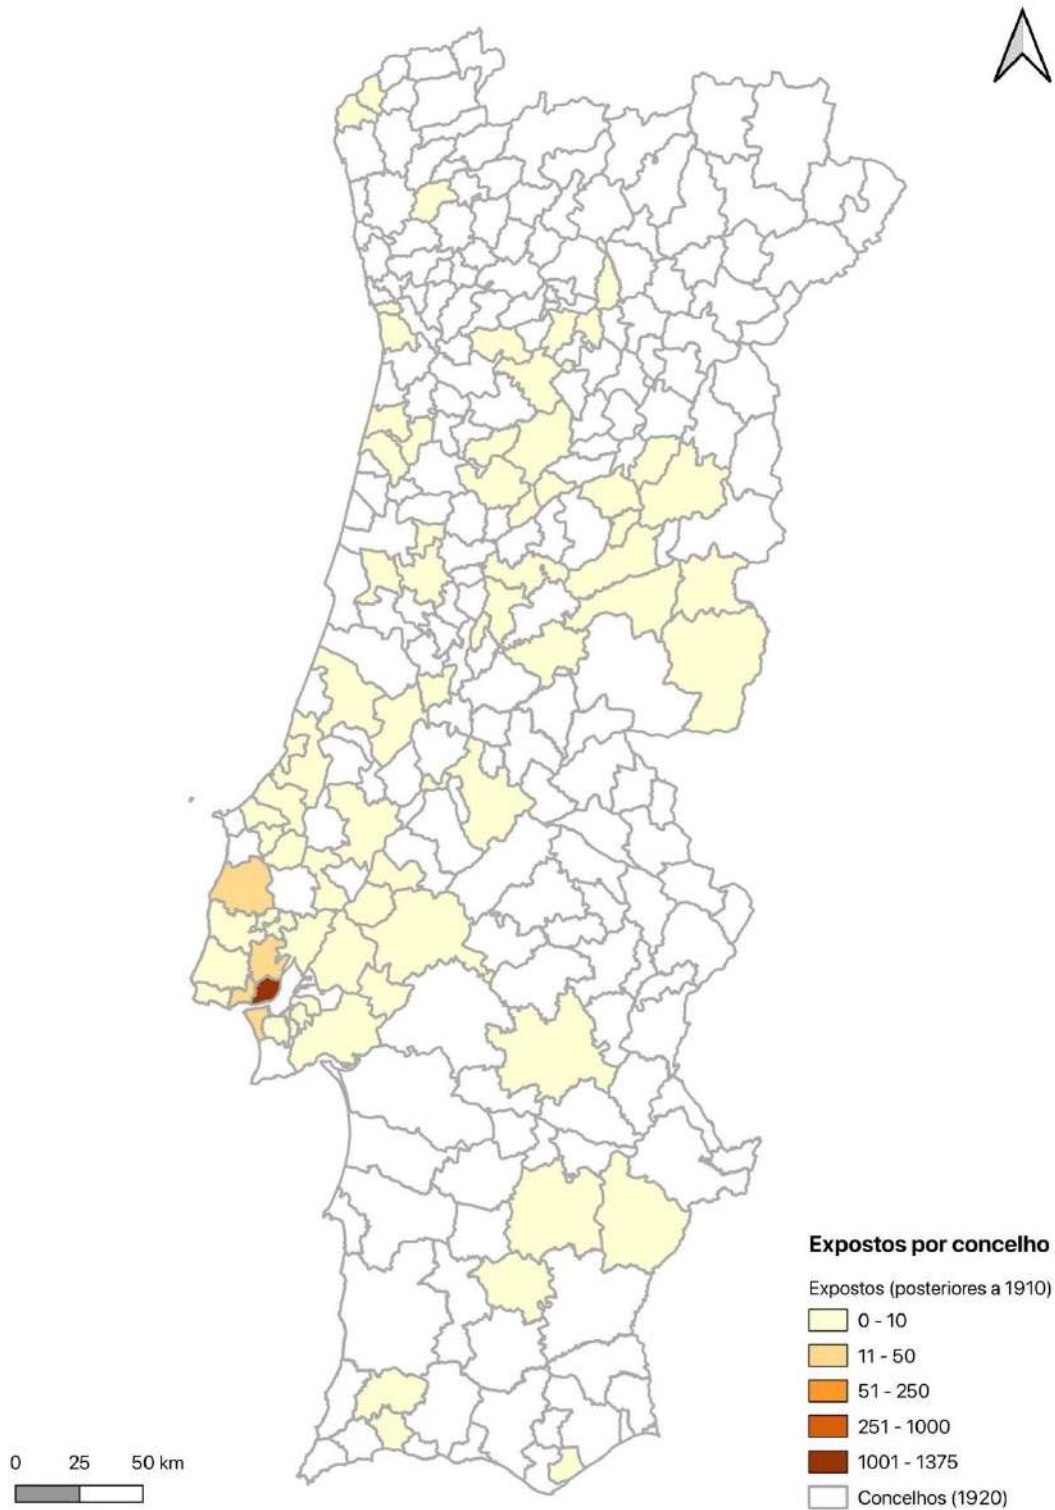 Expostos por concelho
Expostos (posteriores a 1910)
0 - 10
11 - 50
51 - 250
251 - 1000
1001 - 1375
Concelhos (1920)
0 25 50 km